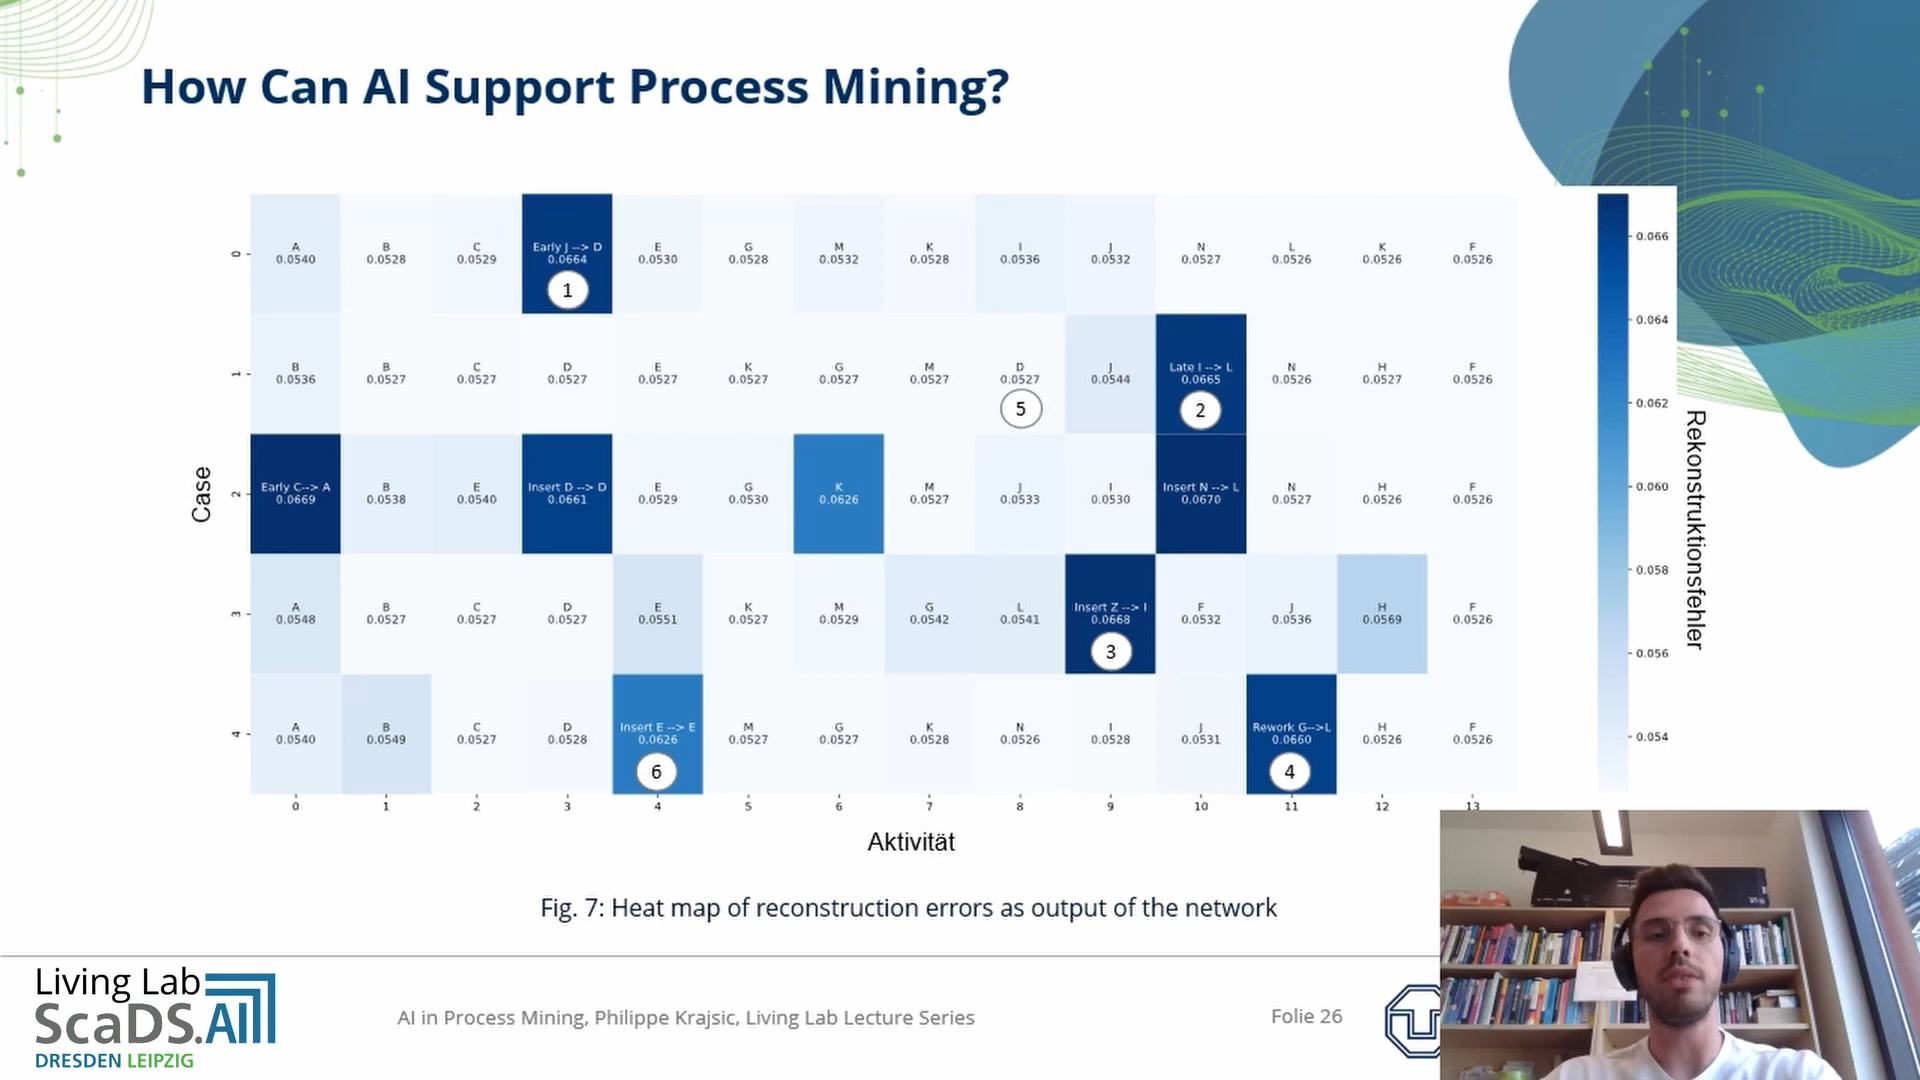 How Can AI Support Process Mining?
A B C Early J --> D E G M K I J N L K F
0 0.0540 0.0528 0.0529 0.0664 0.0530 0.0528 0.0532 0.0528 0.0536 0.0532 0.0527 0.0526 0.0526 0.0526
1
B B C D E K G M D J Late I --> L N H F
1 0.0536 0.0527 0.0527 0.0527 0.0527 0.0527 0.0527 0.0527 0.0527 0.0544 0.0665 0.0526 0.0527 0.0526
5 2
Early C--> A B E Insert D --> D E G K M J I Insert N --> L N H F
2 0.0669 0.0538 0.0540 0.0661 0.0529 0.0530 0.0626 0.0527 0.0533 0.0530 0.0670 0.0527 0.0526 0.0526
A B C D E K M G L Insert Z --> I F J H F
3 0.0548 0.0527 0.0527 0.0527 0.0551 0.0527 0.0529 0.0542 0.0541 0.0668 0.0532 0.0536 0.0569 0.0526
3
A B C D Insert E --> E M G K N I J Rework G-->L H F
4 0.0540 0.0549 0.0527 0.0528 0.0626 0.0527 0.0527 0.0528 0.0526 0.0528 0.0531 0.0660 0.0526 0.0526
6 4
0 1 2 3 4 5 6 7 8 9 10 11 12 13
Case
Aktivität
0.066
0.064
0.062
0.060
0.058
0.056
0.054
Rekonstruktionsfehler
Fig. 7: Heat map of reconstruction errors as output of the network
Living Lab
ScaDS.AI
DRESDEN LEIPZIG
AI in Process Mining, Philippe Krajsic, Living Lab Lecture Series
Folie 26